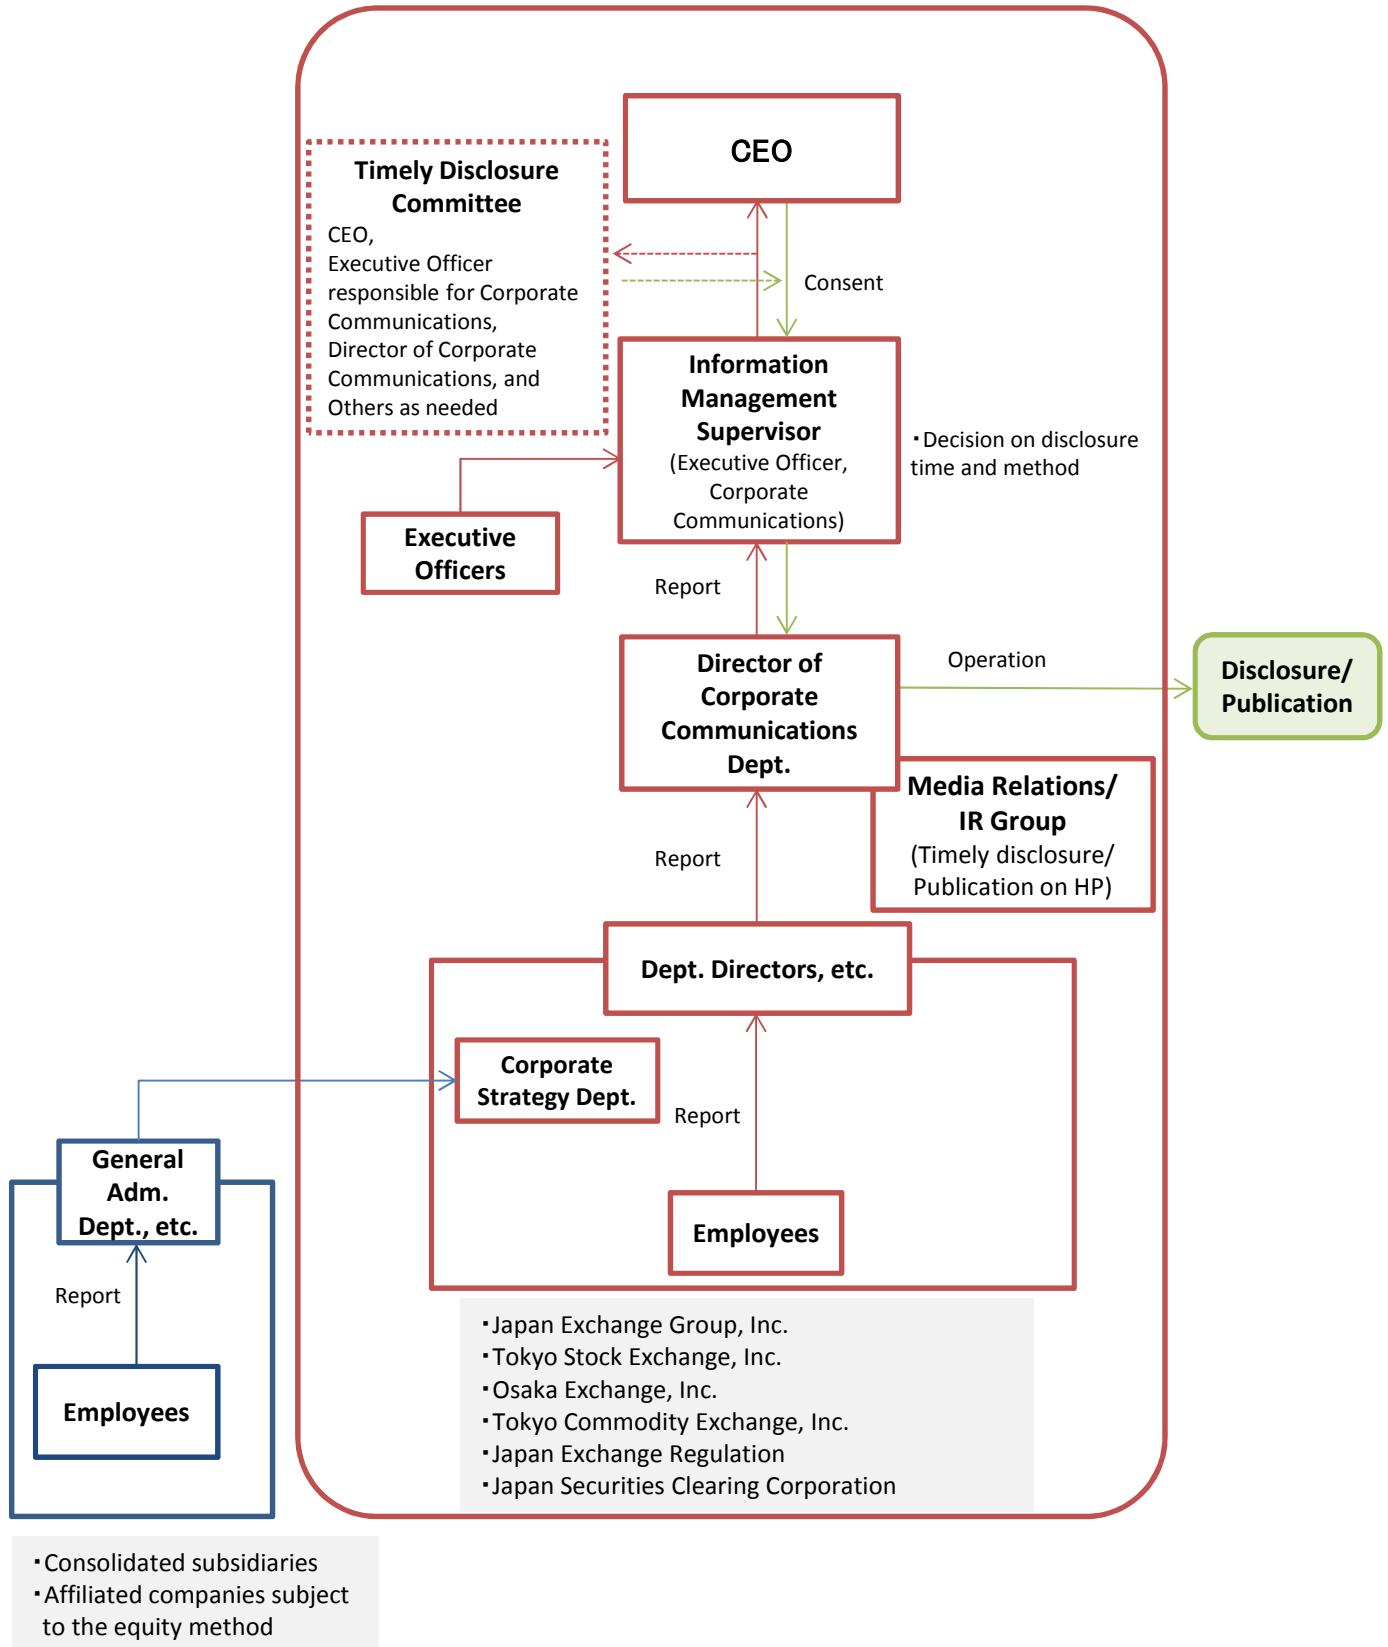 CEO
Timely Disclosure
Committee
CEO,
Executive Officer
responsible for Corporate
Communications,
Director of Corporate
Communications, and
Others as needed
Consent
Information
Management
Supervisor
(Executive Officer,
Corporate
Communications)
・Decision on disclosure
time and method
Executive
Officers
Report
Director of
Corporate
Communications
Dept.
Operation
Disclosure/
Publication
Media Relations/
IR Group
(Timely disclosure/
Publication on HP)
Report
Dept. Directors, etc.
Corporate
Strategy Dept.
Report
Employees
General
Adm.
Dept., etc.
Report
Employees
・Japan Exchange Group, Inc.
・Tokyo Stock Exchange, Inc.
・Osaka Exchange, Inc.
・Tokyo Commodity Exchange, Inc.
・Japan Exchange Regulation
・Japan Securities Clearing Corporation
・Consolidated subsidiaries
・Affiliated companies subject
to the equity method